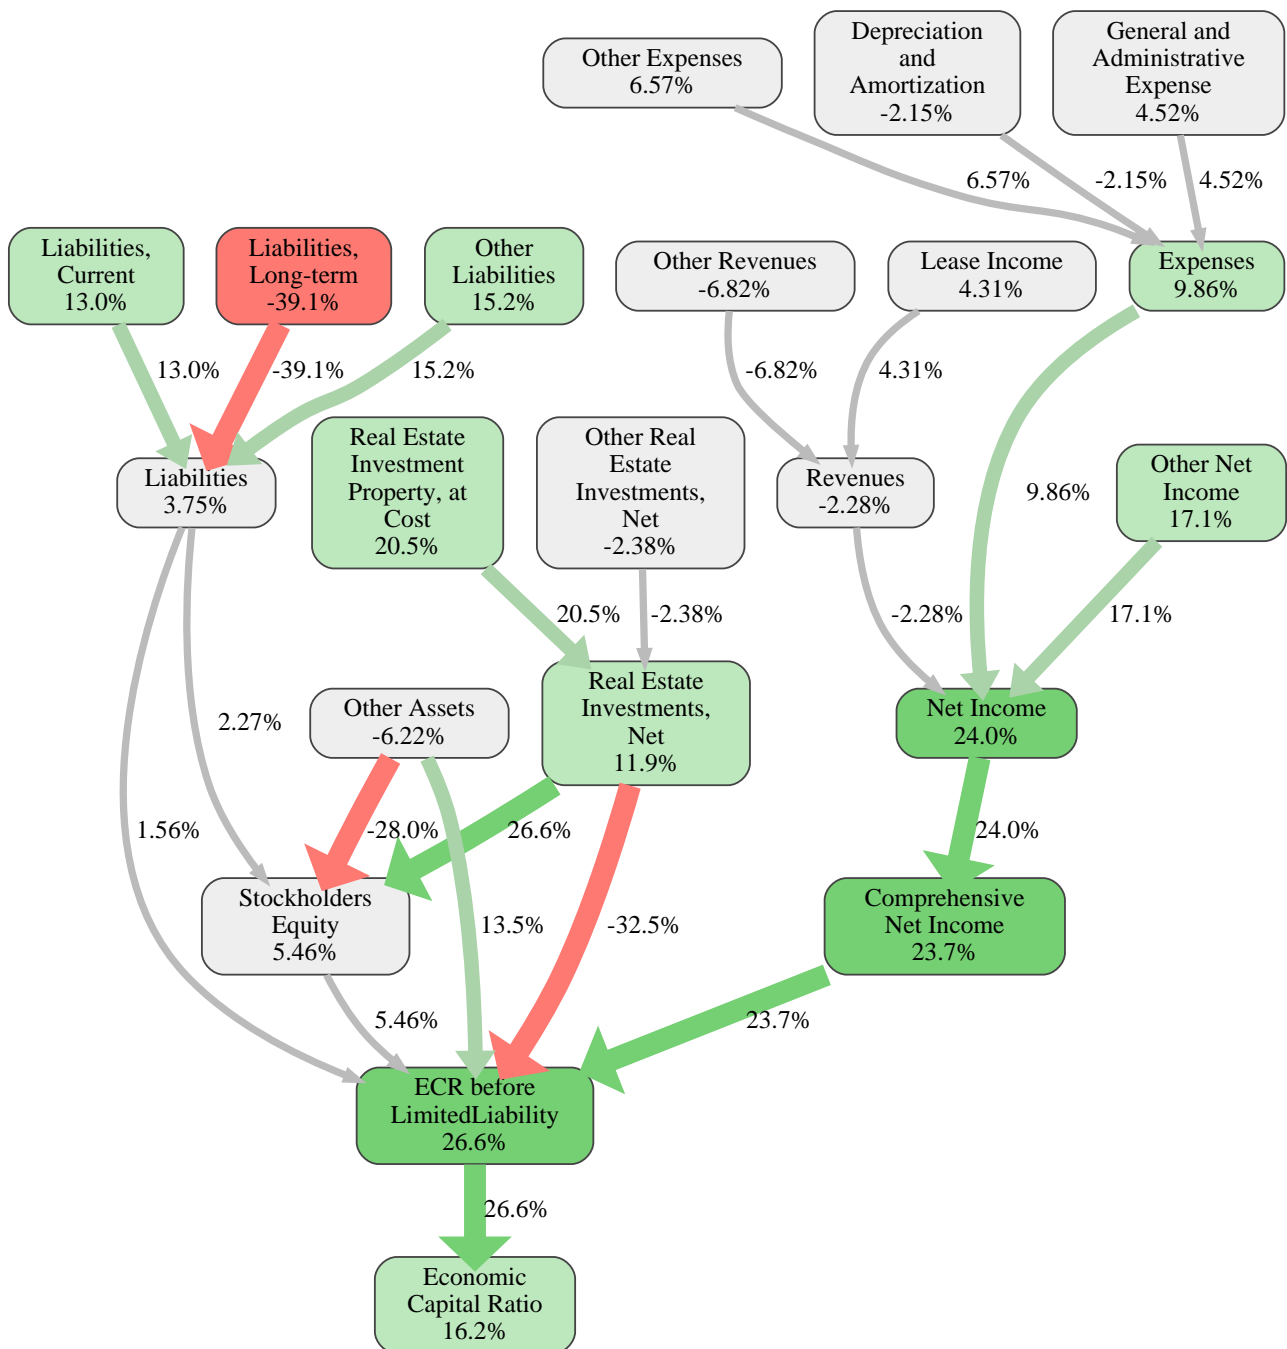 Other Expenses
6.57%
Depreciation
and
Amortization
-2.15%
General and
Administrative
Expense
4.52%
6.57%
-2.15%
4.52%
Liabilities,
Current
13.0%
Liabilities,
Long-term
-39.1%
Other
Liabilities
15.2%
Other Revenues
-6.82%
Lease Income
4.31%
Expenses
9.86%
13.0%
-39.1%
15.2%
-6.82%
4.31%
Real Estate
Investment
Property, at
Cost
20.5%
Other Real
Estate
Investments,
Net
-2.38%
Liabilities
3.75%
Revenues
-2.28%
9.86%
Other Net
Income
17.1%
20.5%
-2.38%
-2.28%
17.1%
2.27%
Other Assets
-6.22%
Real Estate
Investments,
Net
11.9%
Net Income
24.0%
1.56%
-28.0%
26.6%
24.0%
Stockholders
Equity
5.46%
13.5%
-32.5%
Comprehensive
Net Income
23.7%
5.46%
23.7%
ECR before
LimitedLiability
26.6%
26.6%
Economic
Capital Ratio
16.2%